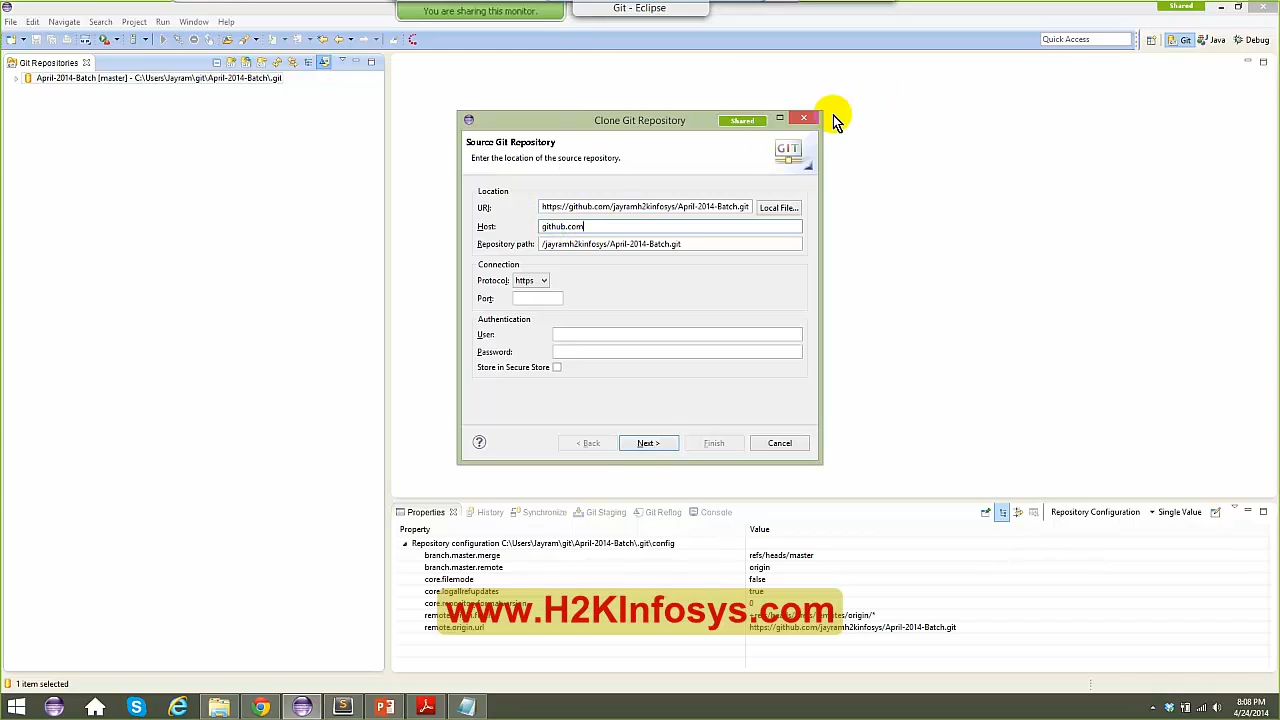 You are sharing this monitor.
Git - Eclipse
Shared
File Edit Navigate Search Project Run Window Help
Quick Access
Git
Java
Debug
Git Repositories
April-2014-Batch [master] - C:\Users\Jayram\git\April-2014-Batch\.git
Clone Git Repository
Shared
Source Git Repository
Enter the location of the source repository.
GIT
Location
URI: https://github.com/jayramh2kinfosys/April-2014-Batch.git Local File...
Host: github.com
Repository path: /jayramh2kinfosys/April-2014-Batch.git
Connection
Protocol: https
Port:
Authentication
User:
Password:
Store in Secure Store
? < Back Next > Finish Cancel
Properties History Synchronize Git Staging Git Reflog Console Repository Configuration Single Value
Property Value
Repository configuration C:\Users\Jayram\git\April-2014-Batch\.git\config
branch.master.merge refs/heads/master
branch.master.remote origin
core.filemode false
core.logallrefupdates true
www.H2KInfosys.com
remote.origin.url https://github.com/jayramh2kinfosys/April-2014-Batch.git
1 item selected
8:08 PM
4/24/2014